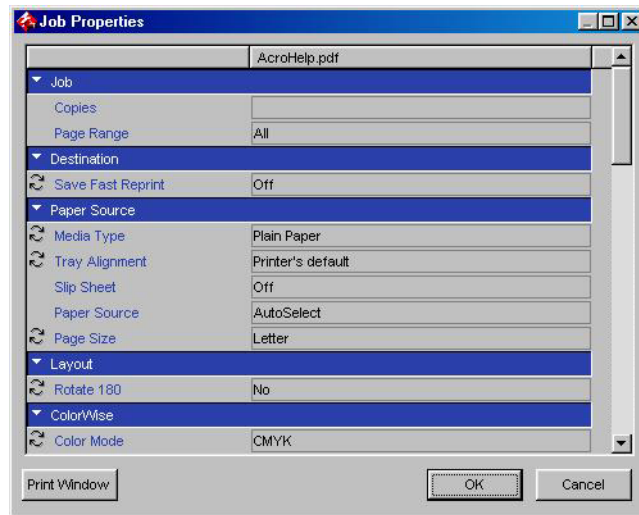 Job Properties
AcroHelp.pdf
Job
Copies
Page Range All
Destination
Save Fast Reprint Off
Paper Source
Media Type Plain Paper
Tray Alignment Printer's default
Slip Sheet Off
Paper Source AutoSelect
Page Size Letter
Layout
Rotate 180 No
ColorWise
Color Mode CMYK
Print Window OK Cancel